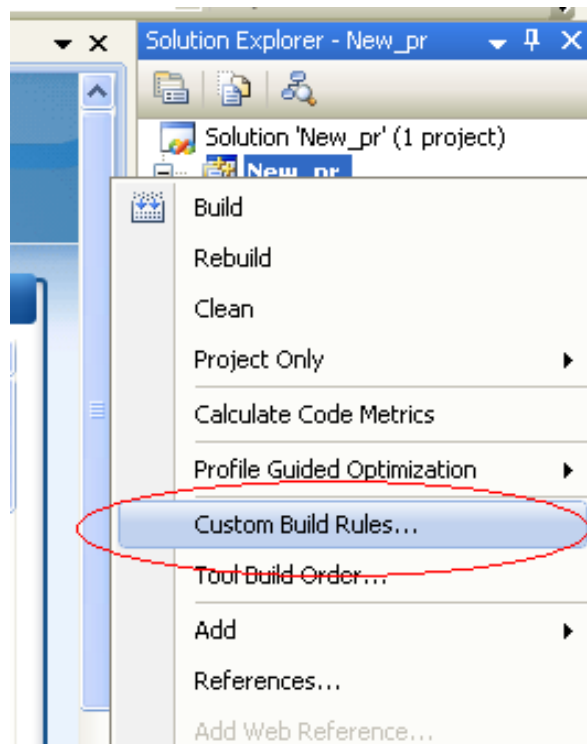 Solution Explorer - New_pr
Solution 'New_pr' (1 project)
New_pr
Build
Rebuild
Clean
Project Only
Calculate Code Metrics
Profile Guided Optimization
Custom Build Rules...
Tool Build Order...
Add
References...
Add Web Reference...